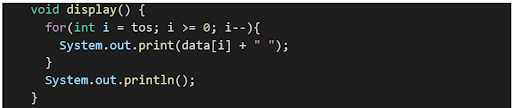 void display() {
  for(int i = tos; i >= 0; i--){
    System.out.print(data[i] + " ");
  }
  System.out.println();
}